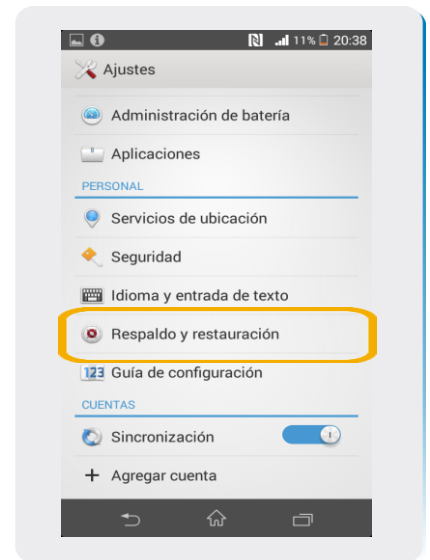 11% 20:38
Ajustes
Administración de batería
Aplicaciones
PERSONAL
Servicios de ubicación
Seguridad
Idioma y entrada de texto
Respaldo y restauración
123 Guía de configuración
CUENTAS
Sincronización
Agregar cuenta